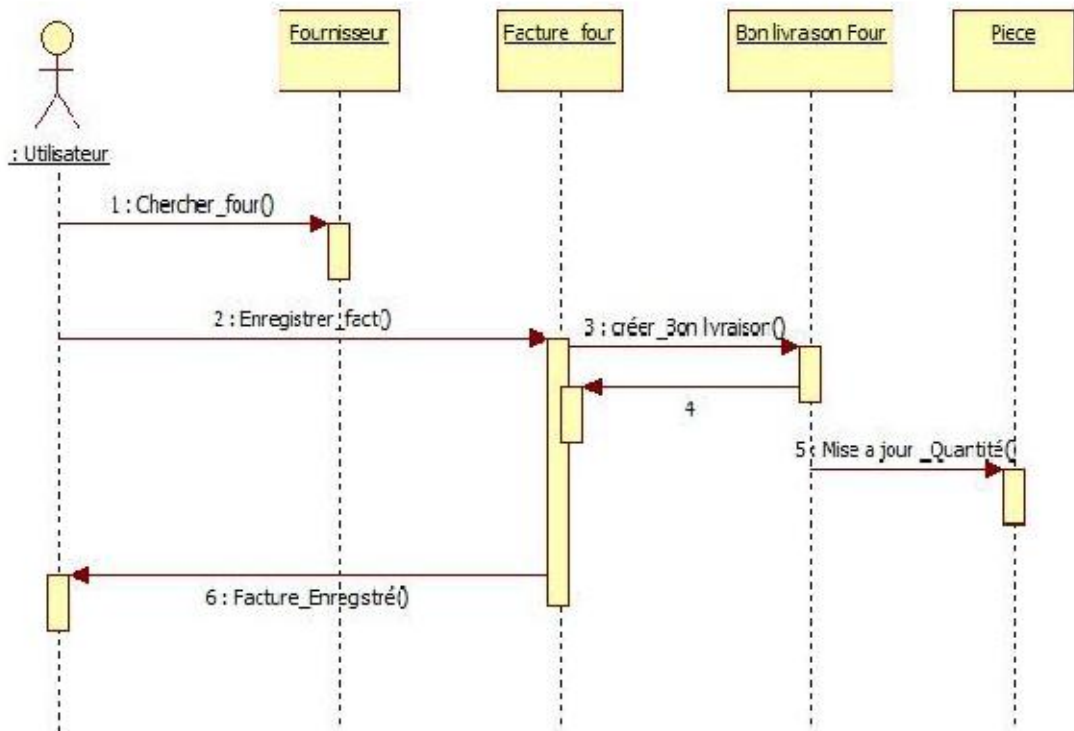 Fournisseur
Facture_four
Bon livraison Four
Piece
: Utilisateur
1 : Chercher_four()
2 : Enregistrer_fact()
3 : créer_Bon livraison()
4
5 : Mise a jour _Quantité()
6 : Facture_Enregistré()